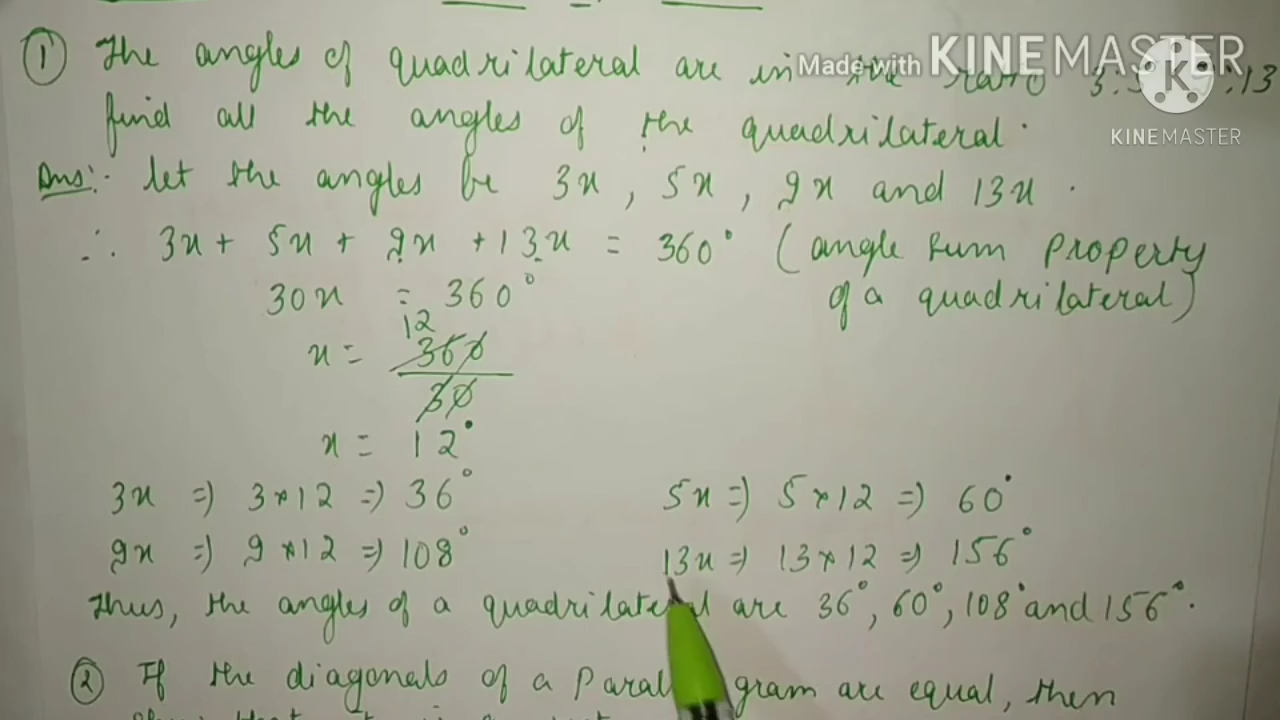 Made with KINEMASTER
KINEMASTER
① The angles of quadrilateral are in the ratio 3:5 :13
find all the angles of the quadrilateral.
Ans:- let the angles be 3x, 5x, 9x and 13x.
∴ 3x + 5x + 9x + 13x = 360° (angle sum Property
of a quadrilateral)
30x = 360°
12
x = 360
30
x = 12°
3x => 3*12 => 36° 5x => 5*12 => 60°
9x => 9*12 => 108° 13x => 13*12 => 156°
Thus, the angles of a quadrilateral are 36°, 60°, 108° and 156°.
② If the diagonals of a Parall gram are equal, then